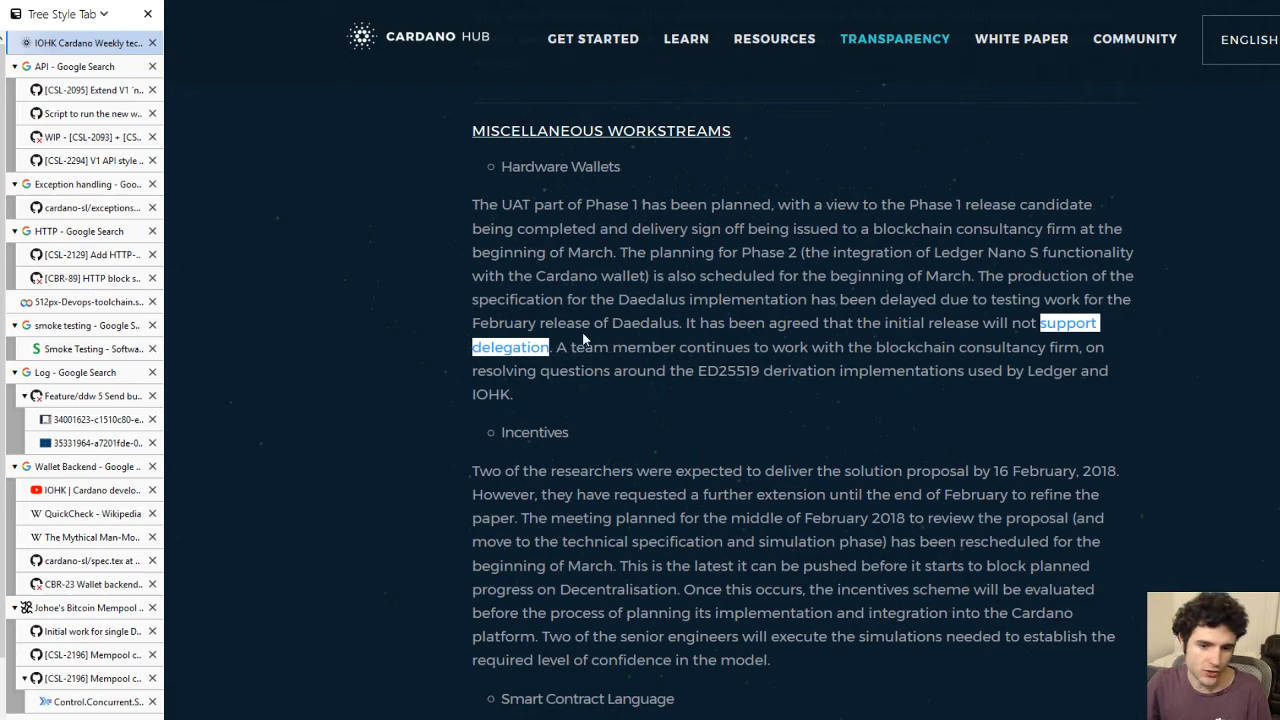 Tree Style Tab
IOHK Cardano Weekly tec...
API - Google Search
[CSL-2095] Extend V1 `n...
Script to run the new w...
WIP - [CSL-2093] + [CS...
[CSL-2294] V1 API style ..
Exception handling - Goo...
cardano-sl/exceptions...
HTTP - Google Search
[CSL-2129] Add HTTP-...
[CBR-89] HTTP block s...
512px-Devops-toolchain.s...
smoke testing - Google S...
Smoke Testing - Softwa...
Log - Google Search
Feature/ddw 5 Send bu...
34001623-c1510c80-e...
35331964-a7201fde-0...
Wallet Backend - Google ...
IOHK | Cardano develo...
QuickCheck - Wikipedia
The Mythical Man-Mo...
cardano-sl/spec.tex at ..
CBR-23 Wallet backend..
Johoe's Bitcoin Mempool ..
Initial work for single D...
[CSL-2196] Mempool c...
[CSL-2196] Mempool c...
Control.Concurrent.S...
CARDANO HUB
GET STARTED LEARN RESOURCES TRANSPARENCY WHITE PAPER COMMUNITY ENGLISH
MISCELLANEOUS WORKSTREAMS
Hardware Wallets
The UAT part of Phase 1 has been planned, with a view to the Phase 1 release candidate
being completed and delivery sign off being issued to a blockchain consultancy firm at the
beginning of March. The planning for Phase 2 (the integration of Ledger Nano S functionality
with the Cardano wallet) is also scheduled for the beginning of March. The production of the
specification for the Daedalus implementation has been delayed due to testing work for the
February release of Daedalus. It has been agreed that the initial release will not support
delegation. A team member continues to work with the blockchain consultancy firm, on
resolving questions around the ED25519 derivation implementations used by Ledger and
IOHK.
Incentives
Two of the researchers were expected to deliver the solution proposal by 16 February, 2018.
However, they have requested a further extension until the end of February to refine the
paper. The meeting planned for the middle of February 2018 to review the proposal (and
move to the technical specification and simulation phase) has been rescheduled for the
beginning of March. This is the latest it can be pushed before it starts to block planned
progress on Decentralisation. Once this occurs, the incentives scheme will be evaluated
before the process of planning its implementation and integration into the Cardano
platform. Two of the senior engineers will execute the simulations needed to establish the
required level of confidence in the model.
Smart Contract Language